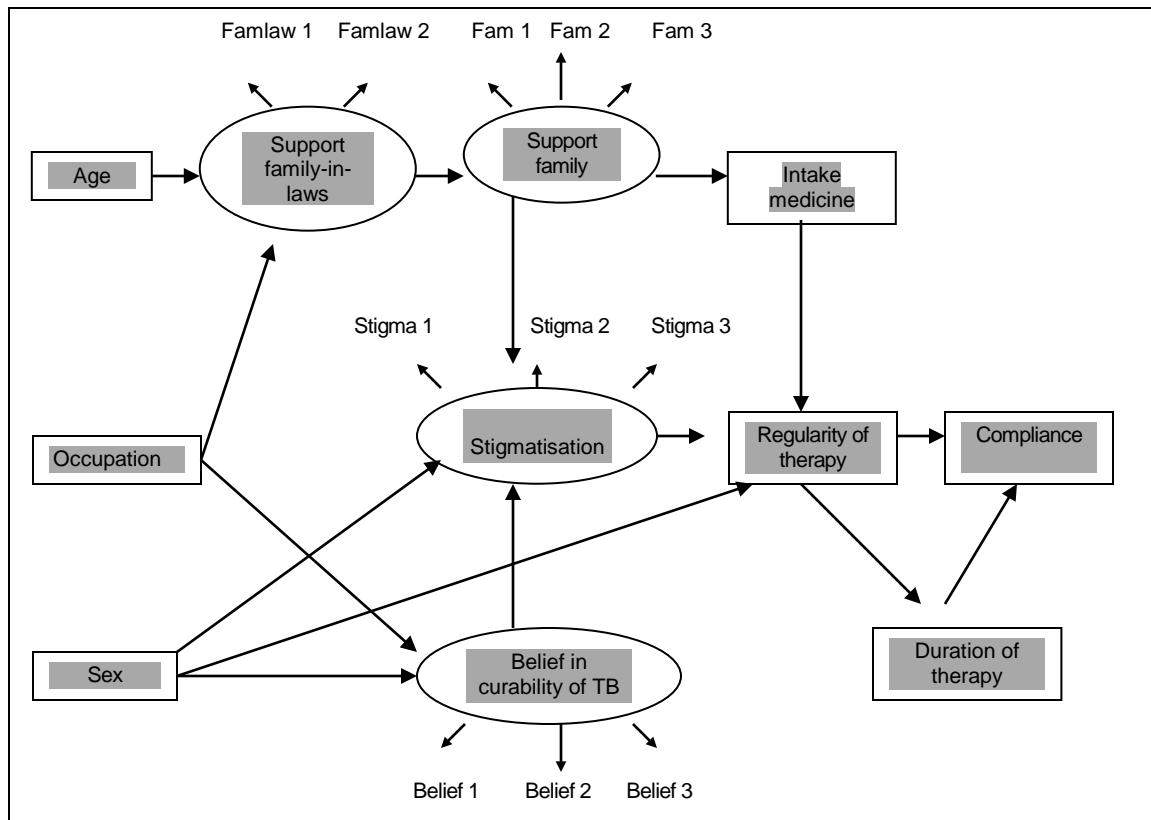 Famlaw 1 Famlaw 2 Fam 1 Fam 2 Fam 3
Age
Support
family-in-
laws
Support
family
Intake
medicine
Stigma 1 Stigma 2 Stigma 3
Occupation
Stigmatisation
Regularity of
therapy
Compliance
Sex
Belief in
curability of TB
Duration of
therapy
Belief 1 Belief 2 Belief 3